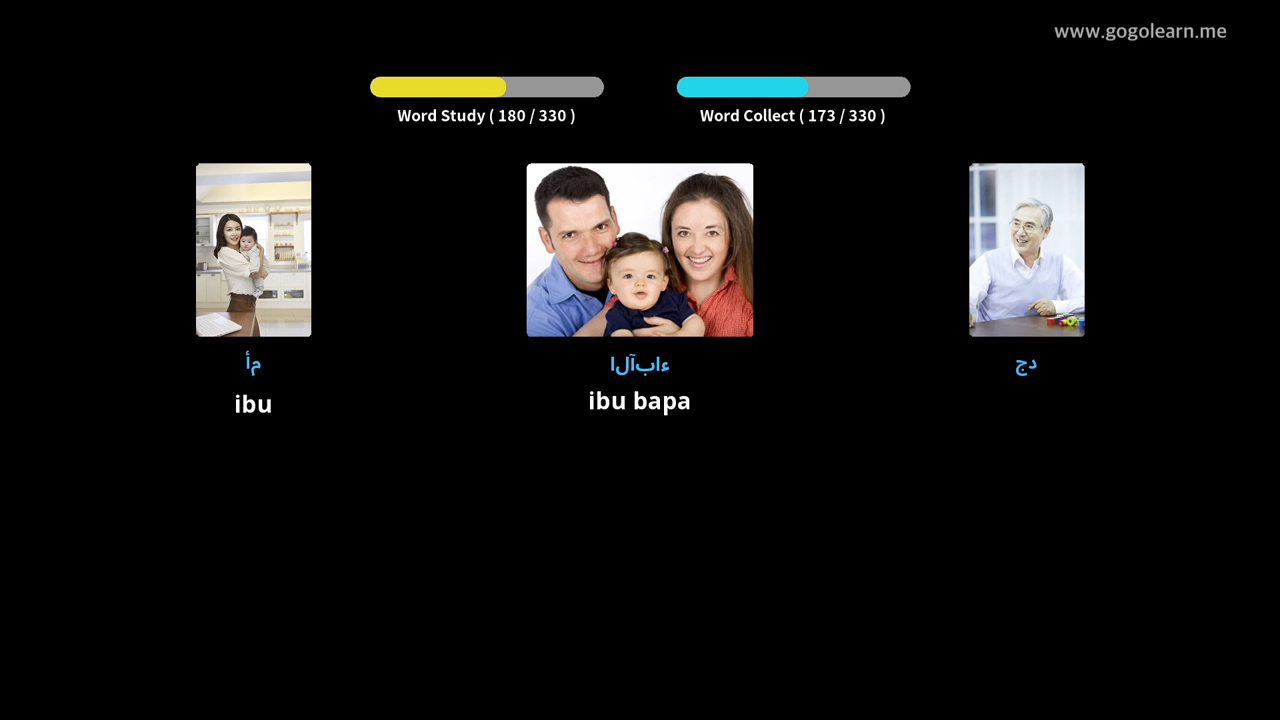 www.gogolearn.me
Word Study ( 180 / 330 )
Word Collect ( 173 / 330 )
مأ
ibu
ءابآلا
ibu bapa
دج